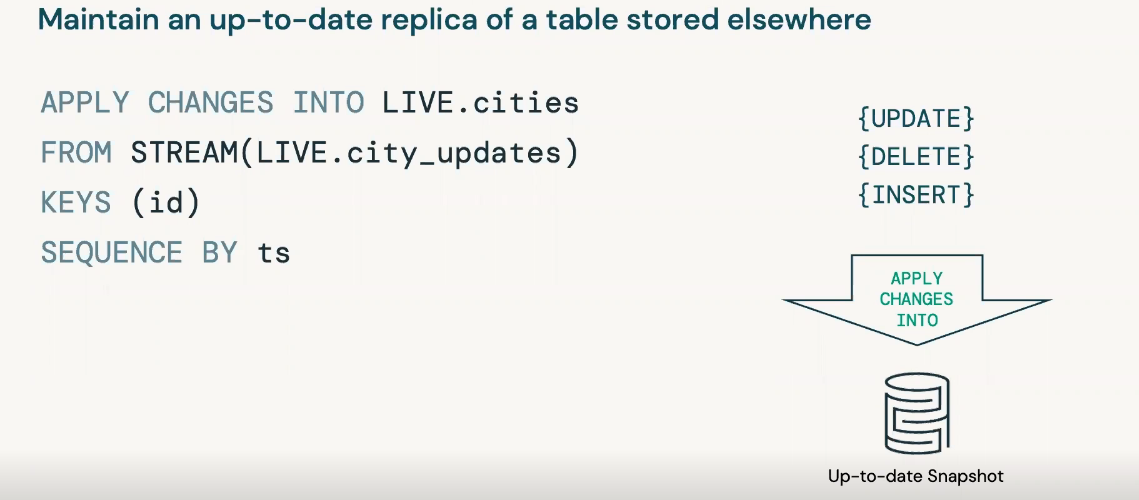 Maintain an up-to-date replica of a table stored elsewhere
APPLY CHANGES INTO LIVE.cities
FROM STREAM(LIVE.city_updates)
KEYS (id)
SEQUENCE BY ts
{UPDATE}
{DELETE}
{INSERT}
APPLY
CHANGES
INTO
Up-to-date Snapshot